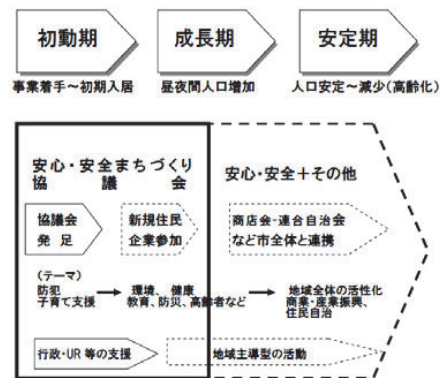 初動期
成長期
安定期
事業着手～初期入居
昼夜間人口増加
人口安定～減少(高齢化)
安心・安全まちづくり
協議会
安心・安全＋その他
協議会
発足
新規住民
企業参加
商店会・連合自治会
など市全体と連携
(テーマ)
防犯
子育て支援
環境、健康
教育、防災、高齢者など
地域全体の活性化
商業・産業振興、
住民自治
行政・UR 等の支援
地域主導型の活動